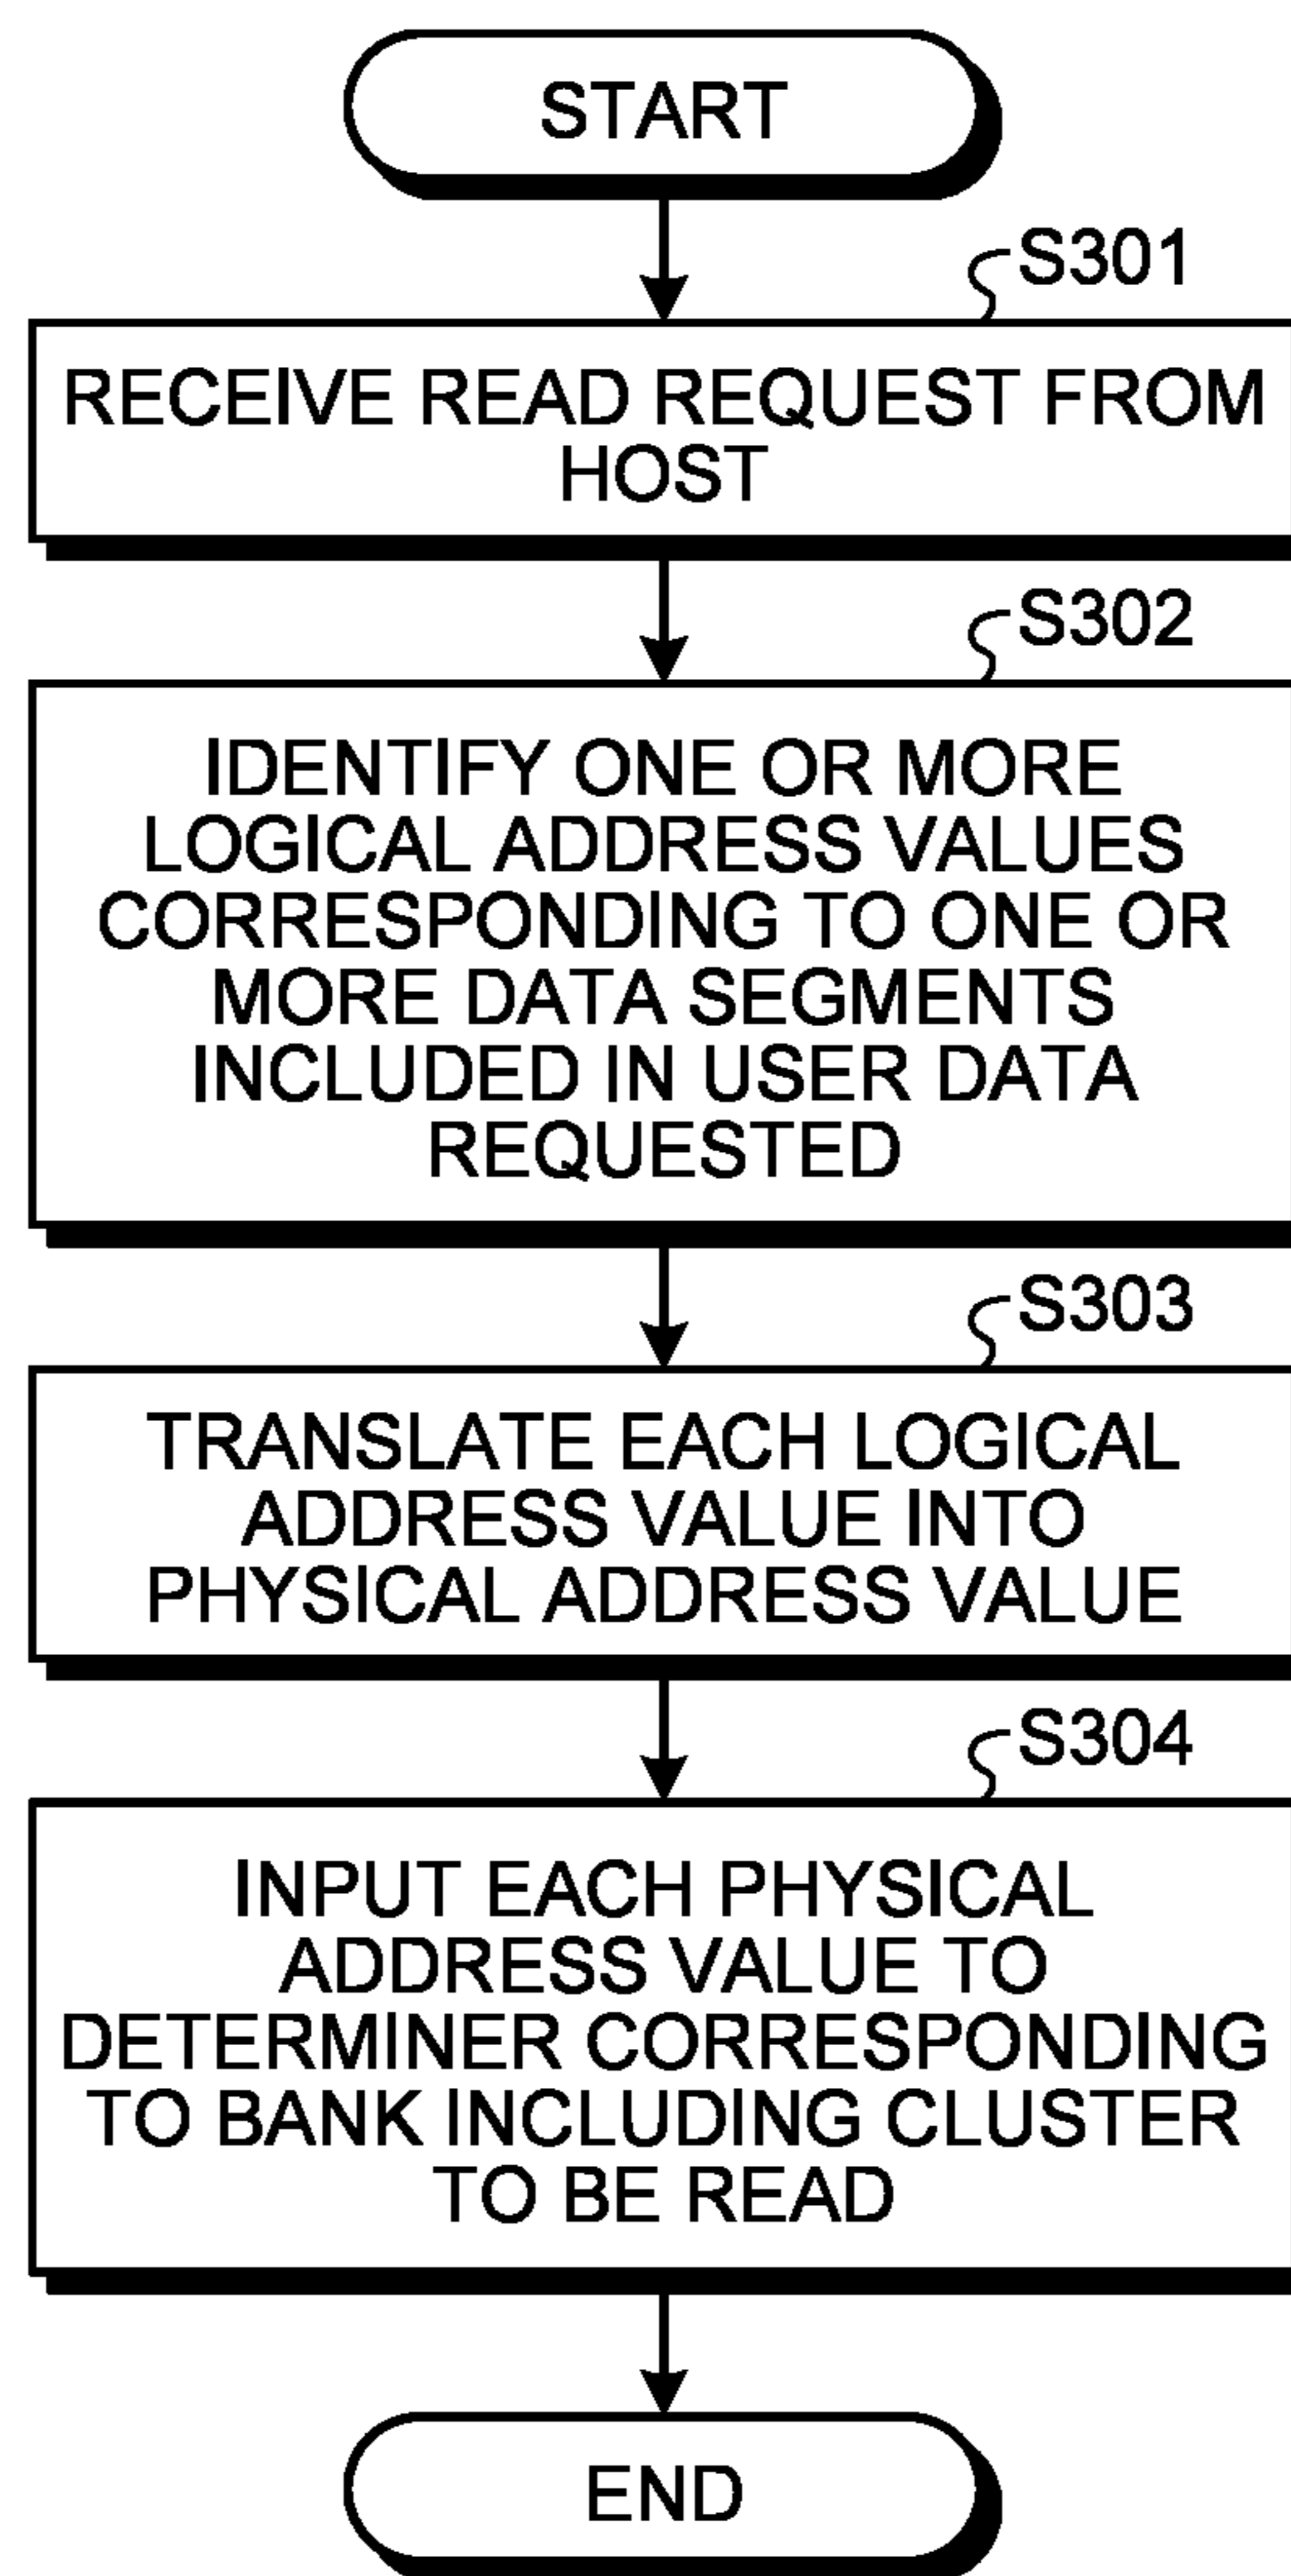 START
S301
RECEIVE READ REQUEST FROM
HOST
S302
IDENTIFY ONE OR MORE
LOGICAL ADDRESS VALUES
CORRESPONDING TO ONE OR
MORE DATA SEGMENTS
INCLUDED IN USER DATA
REQUESTED
S303
TRANSLATE EACH LOGICAL
ADDRESS VALUE INTO
PHYSICAL ADDRESS VALUE
S304
INPUT EACH PHYSICAL
ADDRESS VALUE TO
DETERMINER CORRESPONDING
TO BANK INCLUDING CLUSTER
TO BE READ
END